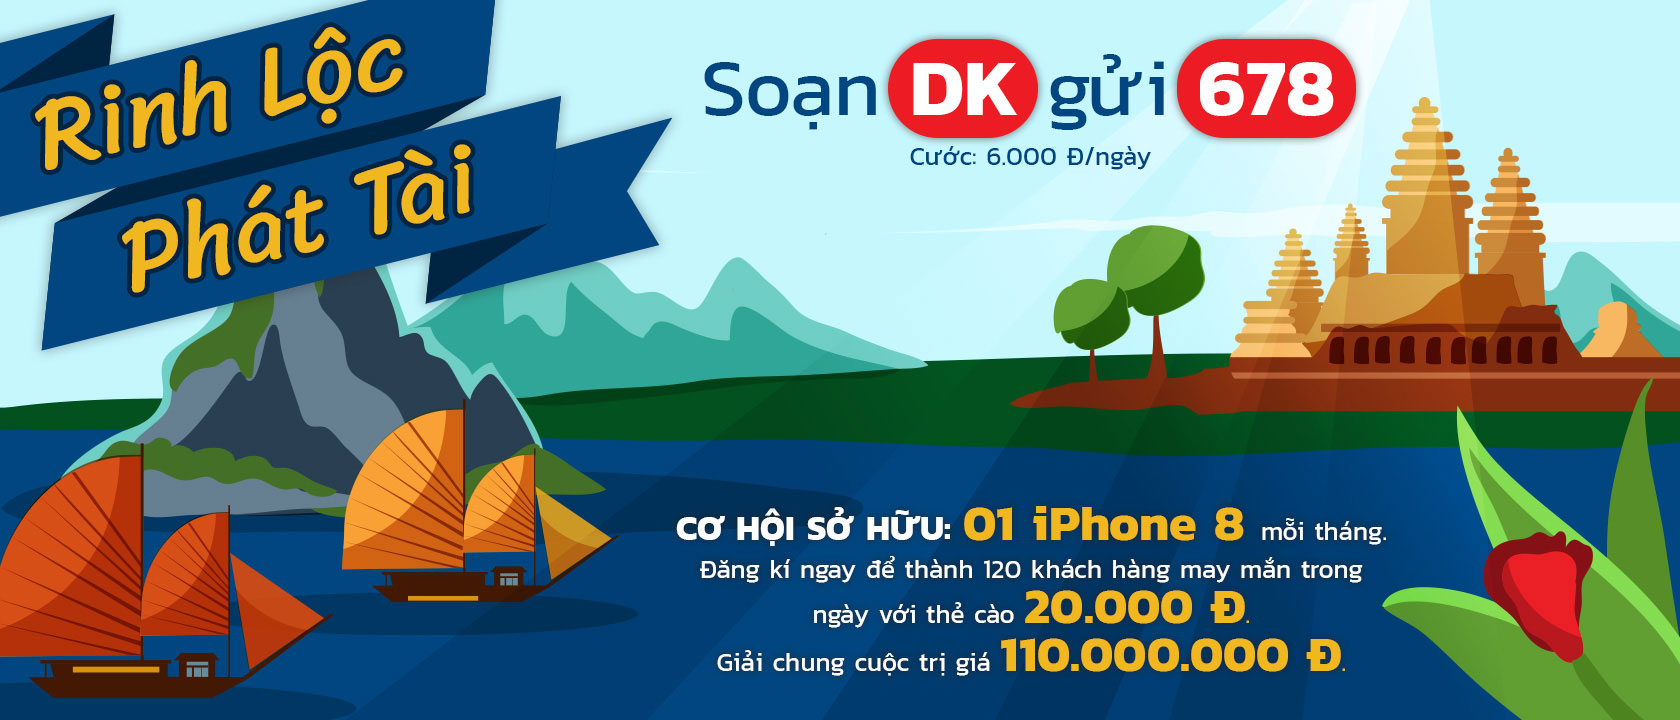 Rinh Lộc
Phát Tài
Soạn DK gửi 678
Cước: 6.000 Đ/ngày
CƠ HỘI SỞ HỮU: 01 iPhone 8 mỗi tháng.
Đăng kí ngay để thành 120 khách hàng may mắn trong
ngày với thẻ cào 20.000 Đ.
Giải chung cuộc trị giá 110.000.000 Đ.